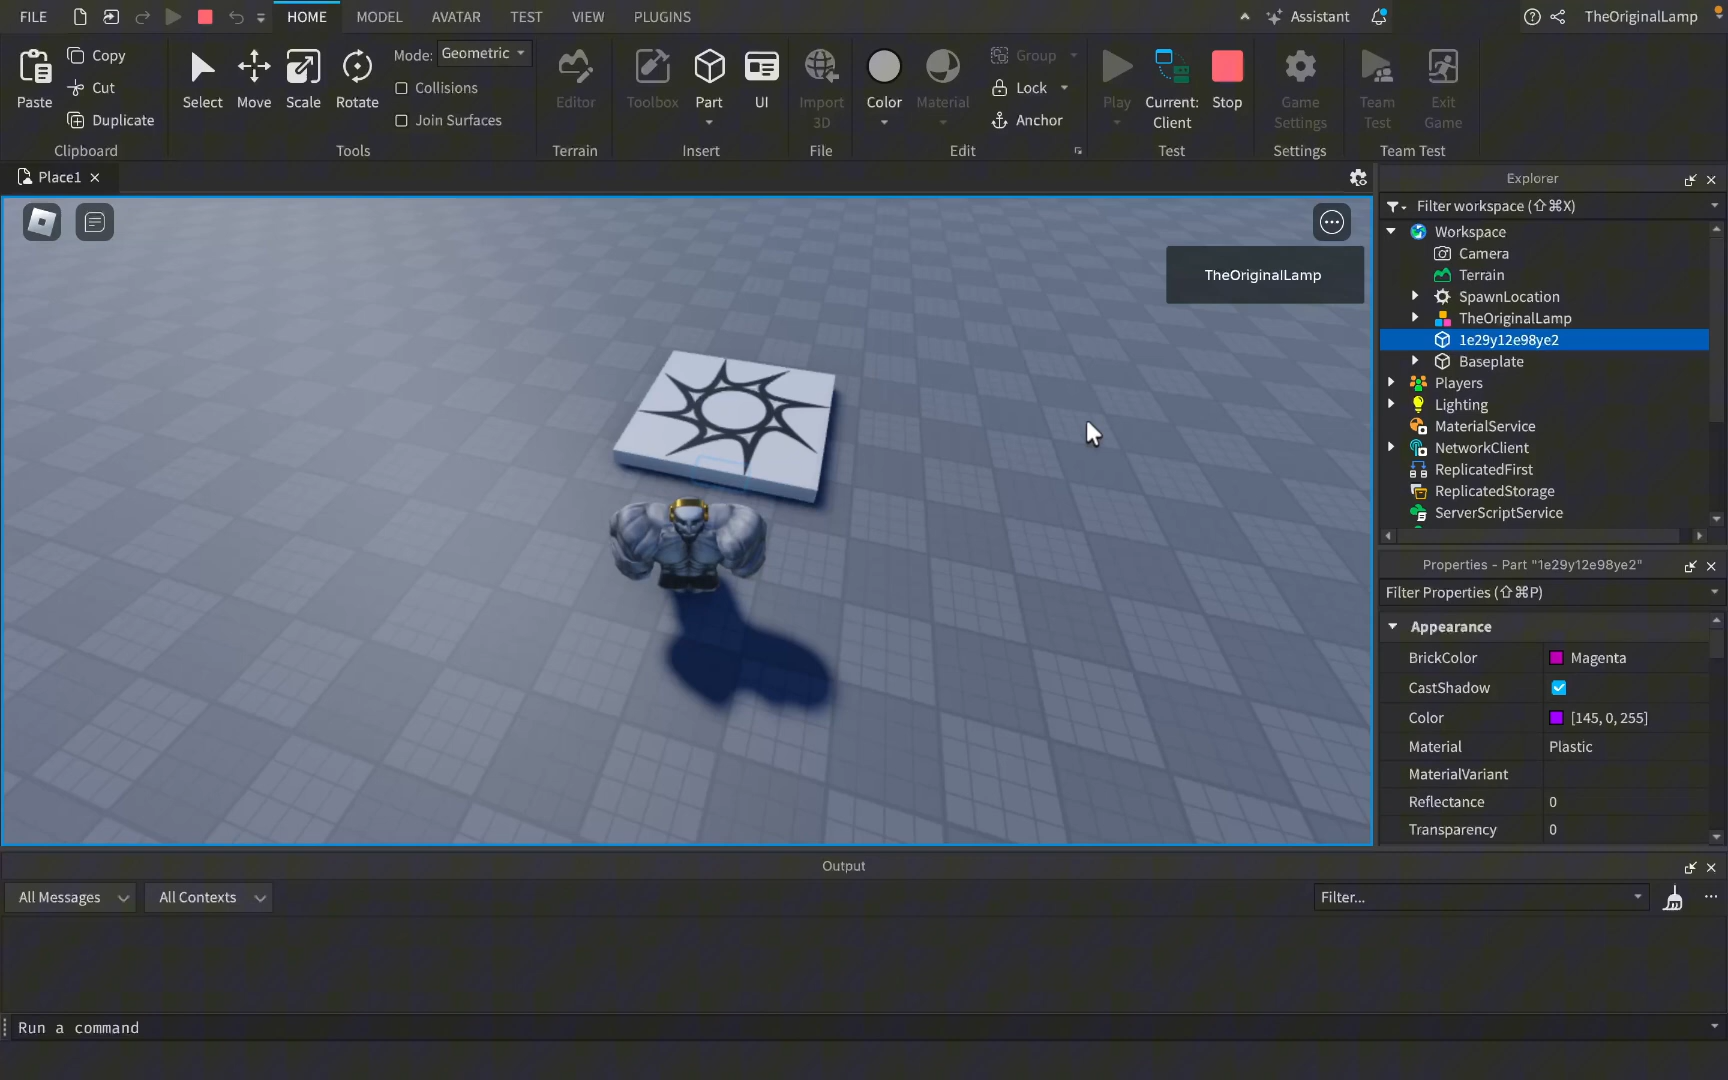 FILE HOME MODEL AVATAR TEST VIEW PLUGINS Assistant TheOriginalLamp
Paste
Copy
Cut
Duplicate
Clipboard
Select Move Scale Rotate
Mode: Geometric
Collisions
Join Surfaces
Tools
Editor
Terrain
Toolbox Part UI
Insert
Import
3D
File
Color Material
Group
Lock
Anchor
Edit
Play
Current:
Client
Stop
Test
Game
Settings
Settings
Team
Test
Exit
Game
Team Test
Place1
TheOriginalLamp
Explorer
Filter workspace (⇧⌘X)
Workspace
Camera
Terrain
SpawnLocation
TheOriginalLamp
1e29y12e98ye2
Baseplate
Players
Lighting
MaterialService
NetworkClient
ReplicatedFirst
ReplicatedStorage
ServerScriptService
Properties - Part "1e29y12e98ye2"
Filter Properties (⇧⌘P)
Appearance
BrickColor Magenta
CastShadow
Color [145, 0, 255]
Material Plastic
MaterialVariant
Reflectance 0
Transparency 0
Output
All Messages All Contexts Filter...
Run a command